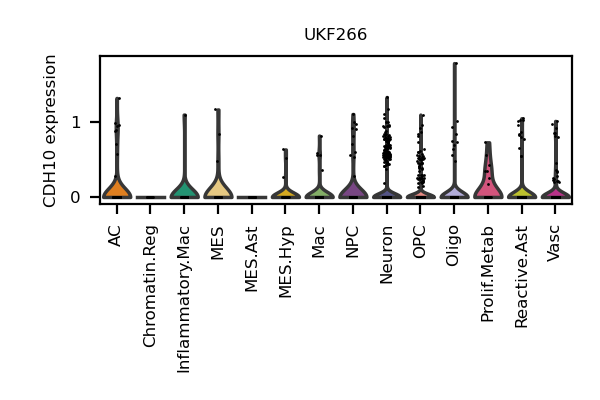 UKF266
CDH10 expression
1
0
AC
Chromatin.Reg
Inflammatory.Mac
MES
MES.Ast
MES.Hyp
Mac
NPC
Neuron
OPC
Oligo
Prolif.Metab
Reactive.Ast
Vasc